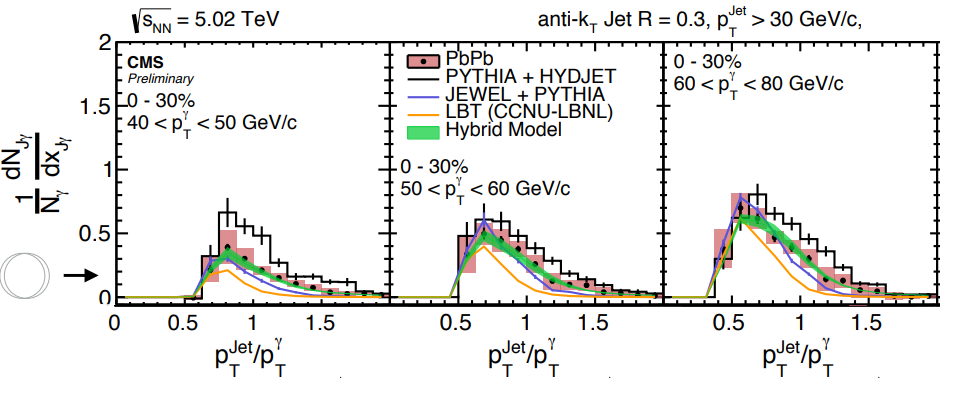 √s_NN = 5.02 TeV
anti-k_T Jet R = 0.3, p_T^Jet > 30 GeV/c,
CMS
Preliminary
0 - 30%
40 < p_T^γ < 50 GeV/c
PbPb
PYTHIA + HYDJET
JEWEL + PYTHIA
LBT (CCNU-LBNL)
Hybrid Model
0 - 30%
50 < p_T^γ < 60 GeV/c
0 - 30%
60 < p_T^γ < 80 GeV/c
1/N_γ dN_Jγ/dx_Jγ
2
1.5
1
0.5
0
0 0.5 1 1.5
0.5 1 1.5
0.5 1 1.5
p_T^Jet/p_T^γ
p_T^Jet/p_T^γ
p_T^Jet/p_T^γ